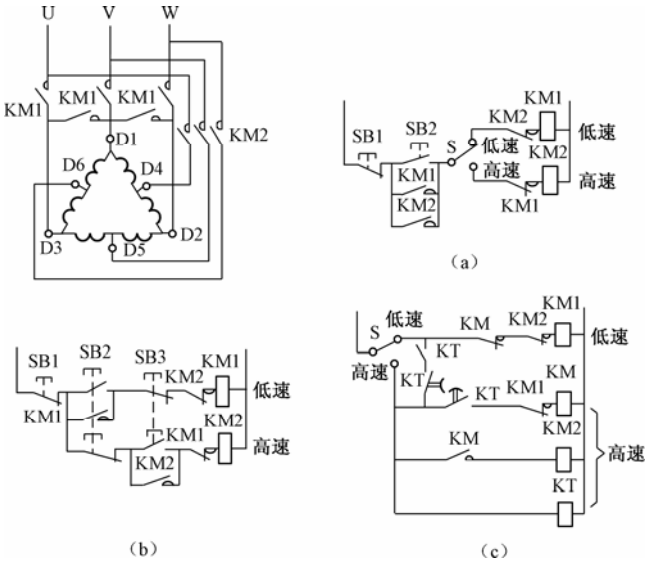 U V W
KM1 KM1 KM1
KM2
D1
D6 D4
D3 D5 D2
SB1 SB2 S 低速 KM2 KM1 低速
KM1 高速 KM2
KM2 KM1 高速
(a)
SB1 SB2 SB3 KM2 KM1 低速
KM1 KM1 KM2 高速
KM2
(b)
S 低速 KM KM2 KM1 低速
高速 KT
KT KT KM1 KM
KM KM2
高速
KT
(c)